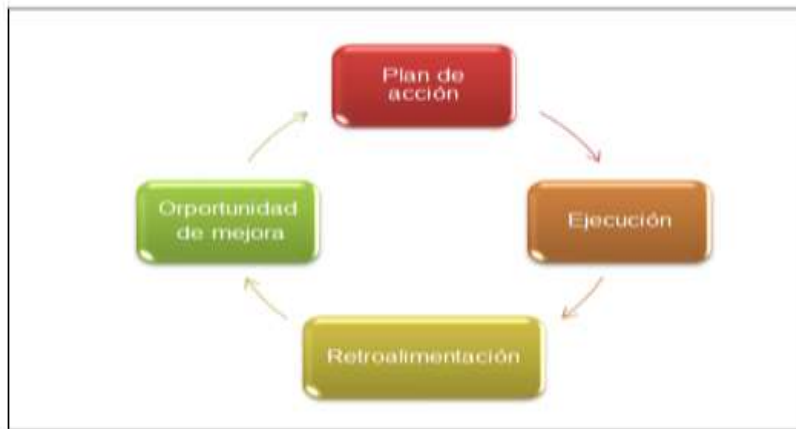 Plan de
acción
Ejecución
Retroalimentación
Orportunidad
de mejora